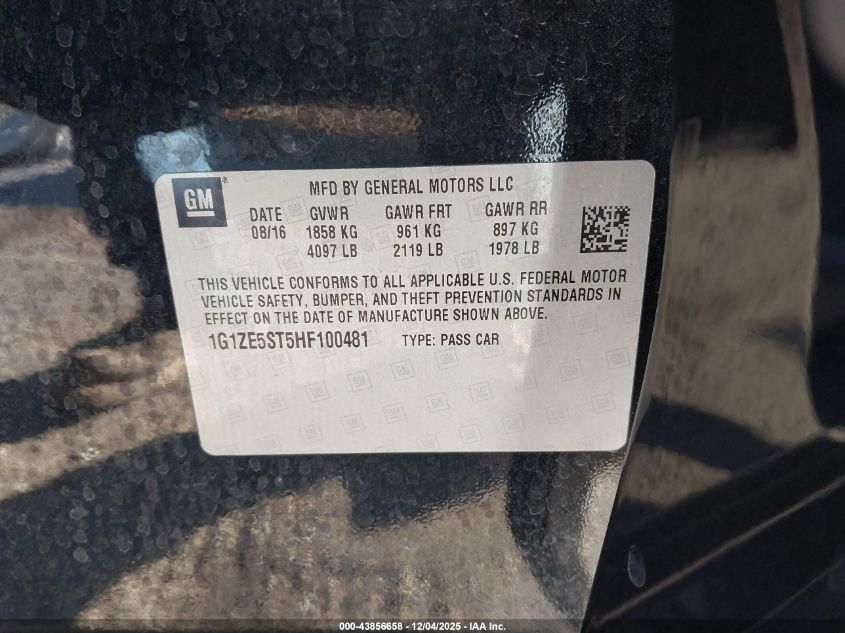 GM ®
MFD BY GENERAL MOTORS LLC
DATE GVWR GAWR FRT GAWR RR
08/16 1858 KG 961 KG 897 KG
4097 LB 2119 LB 1978 LB
THIS VEHICLE CONFORMS TO ALL APPLICABLE U.S. FEDERAL MOTOR
VEHICLE SAFETY, BUMPER, AND THEFT PREVENTION STANDARDS IN
EFFECT ON THE DATE OF MANUFACTURE SHOWN ABOVE.
1G1ZE5ST5HF100481 TYPE: PASS CAR
000-43856658 - 12/04/2025 - IAA Inc.